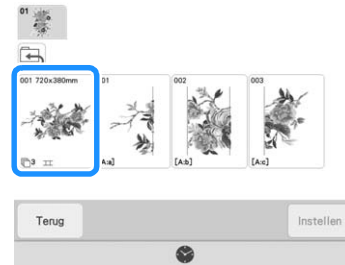 01
001 720x380mm
01
002
003
3
[A:a]
[A:b]
[A:c]
Terug
Instellen